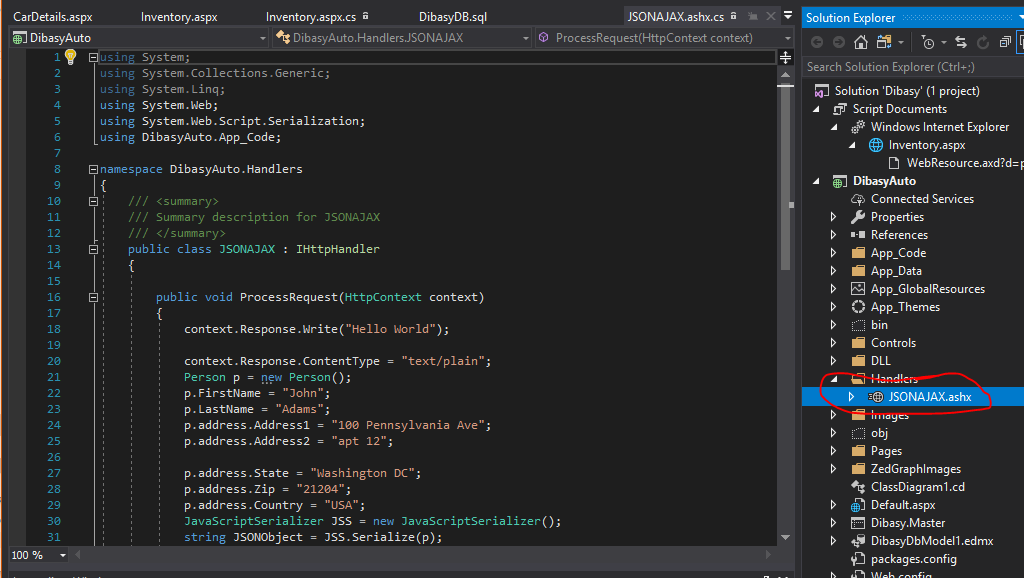 CarDetails.aspx Inventory.aspx Inventory.aspx.cs DibasyDB.sql JSONAJAX.ashx.cs
DibasyAuto DibasyAuto.Handlers.JSONAJAX ProcessRequest(HttpContext context)
1 using System;
2 using System.Collections.Generic;
3 using System.Linq;
4 using System.Web;
5 using System.Web.Script.Serialization;
6 using DibasyAuto.App_Code;
7
8 namespace DibasyAuto.Handlers
9 {
10 /// <summary>
11 /// Summary description for JSONAJAX
12 /// </summary>
13 public class JSONAJAX : IHttpHandler
14 {
15
16 public void ProcessRequest(HttpContext context)
17 {
18 context.Response.Write("Hello World");
19
20 context.Response.ContentType = "text/plain";
21 Person p = new Person();
22 p.FirstName = "John";
23 p.LastName = "Adams";
24 p.address.Address1 = "100 Pennsylvania Ave";
25 p.address.Address2 = "apt 12";
26
27 p.address.State = "Washington DC";
28 p.address.Zip = "21204";
29 p.address.Country = "USA";
30 JavaScriptSerializer JSS = new JavaScriptSerializer();
31 string JSONObject = JSS.Serialize(p);
100 %
Solution Explorer
Search Solution Explorer (Ctrl+;)
Solution 'Dibasy' (1 project)
Script Documents
Windows Internet Explorer
Inventory.aspx
WebResource.axd?d=p
DibasyAuto
Connected Services
Properties
References
App_Code
App_Data
App_GlobalResources
App_Themes
bin
Controls
DLL
Handlers
JSONAJAX.ashx
Images
obj
Pages
ZedGraphImages
ClassDiagram1.cd
Default.aspx
Dibasy.Master
DibasyDbModel1.edmx
packages.config
Web.config